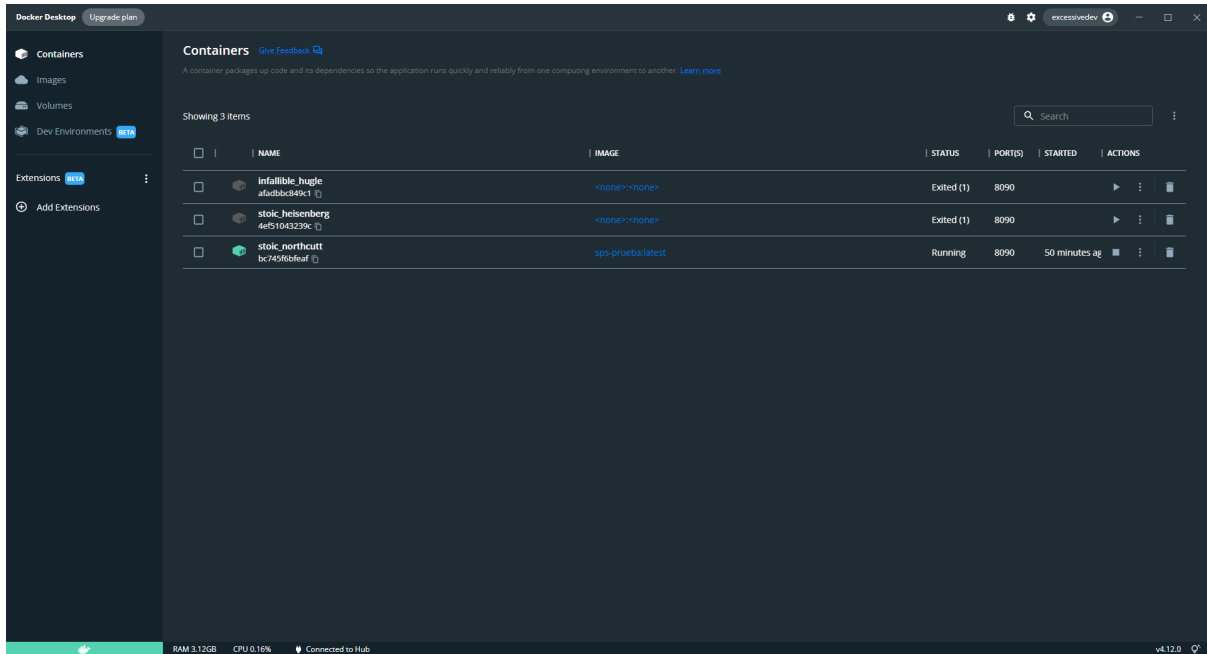 Docker Desktop Upgrade plan excessivedev
Containers
Images
Volumes
Dev Environments BETA
Extensions BETA
Add Extensions
Containers Give Feedback
A container packages up code and its dependencies so the application runs quickly and reliably from one computing environment to another. Learn more
Showing 3 items
Search
NAME IMAGE STATUS PORT(S) STARTED ACTIONS
infallible_hugle
afadbbc849c1
<none>:<none> Exited (1) 8090
stoic_heisenberg
4ef51043239c
<none>:<none> Exited (1) 8090
stoic_northcutt
bc745f6bfeaf
sps-prueba:latest Running 8090 50 minutes ag
RAM 3.12GB CPU 0.16% Connected to Hub v4.12.0